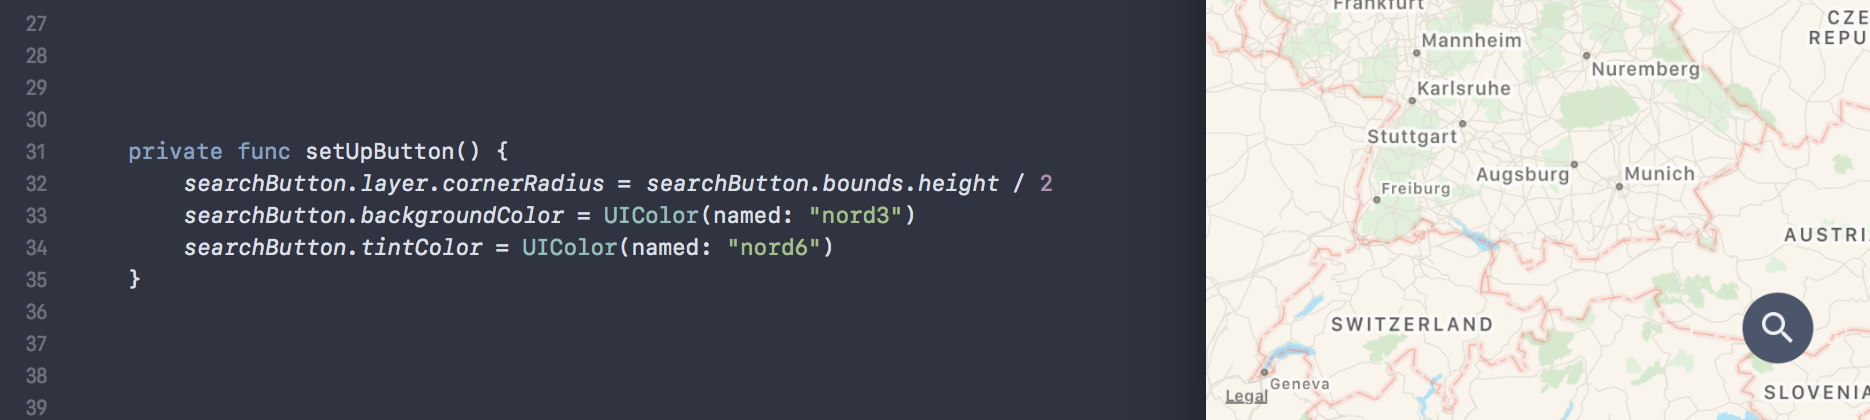 27
28
29
30
31 private func setUpButton() {
32 searchButton.layer.cornerRadius = searchButton.bounds.height / 2
33 searchButton.backgroundColor = UIColor(named: "nord3")
34 searchButton.tintColor = UIColor(named: "nord6")
35 }
36
37
38
39
Frankfurt
CZE
REPU
Mannheim
Nuremberg
Karlsruhe
Stuttgart
Augsburg
Munich
Freiburg
AUSTRI
SWITZERLAND
Geneva
Legal
SLOVENIA